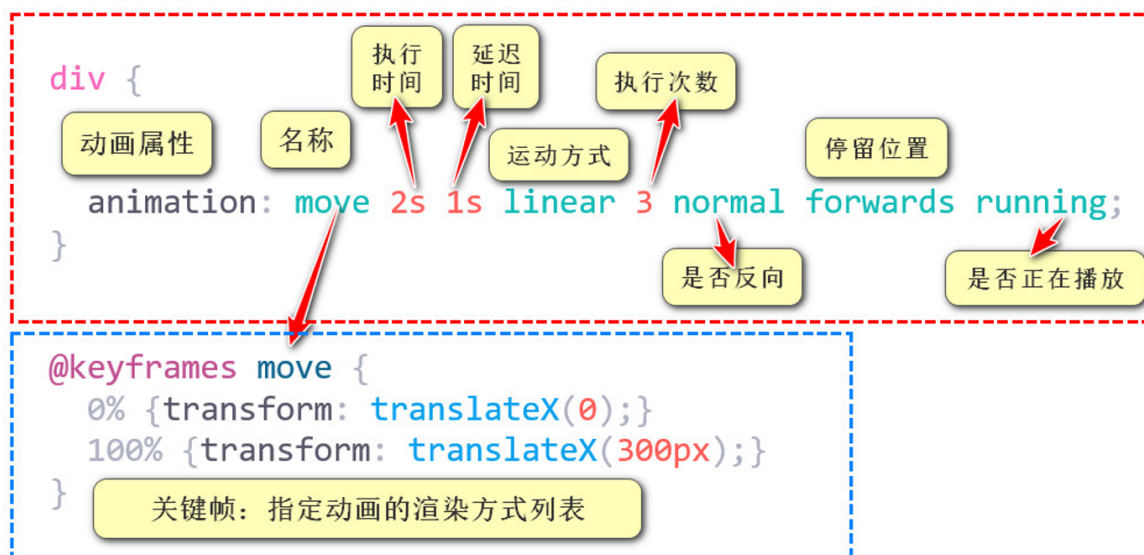 div {
执行
时间
延迟
时间
执行次数
动画属性
名称
运动方式
停留位置
animation: move 2s 1s linear 3 normal forwards running;
}
是否反向
是否正在播放
@keyframes move {
0% {transform: translateX(0);}
100% {transform: translateX(300px);}
}
关键帧：指定动画的渲染方式列表